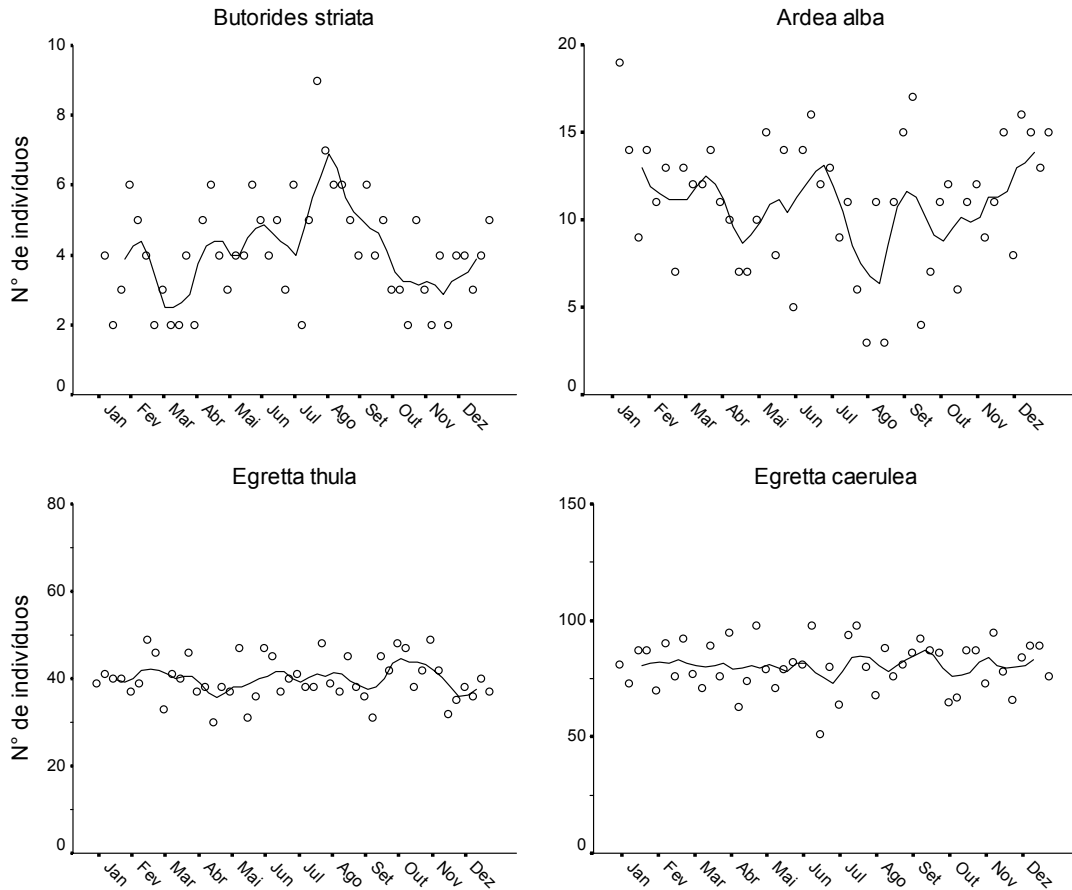 Butorides striata
N° de indivíduos
10
8
6
4
2
0
Jan Fev Mar Abr Mai Jun Jul Ago Set Out Nov Dez
Ardea alba
20
15
10
5
0
Jan Fev Mar Abr Mai Jun Jul Ago Set Out Nov Dez
Egretta thula
N° de indivíduos
80
60
40
20
0
Jan Fev Mar Abr Mai Jun Jul Ago Set Out Nov Dez
Egretta caerulea
150
100
50
0
Jan Fev Mar Abr Mai Jun Jul Ago Set Out Nov Dez